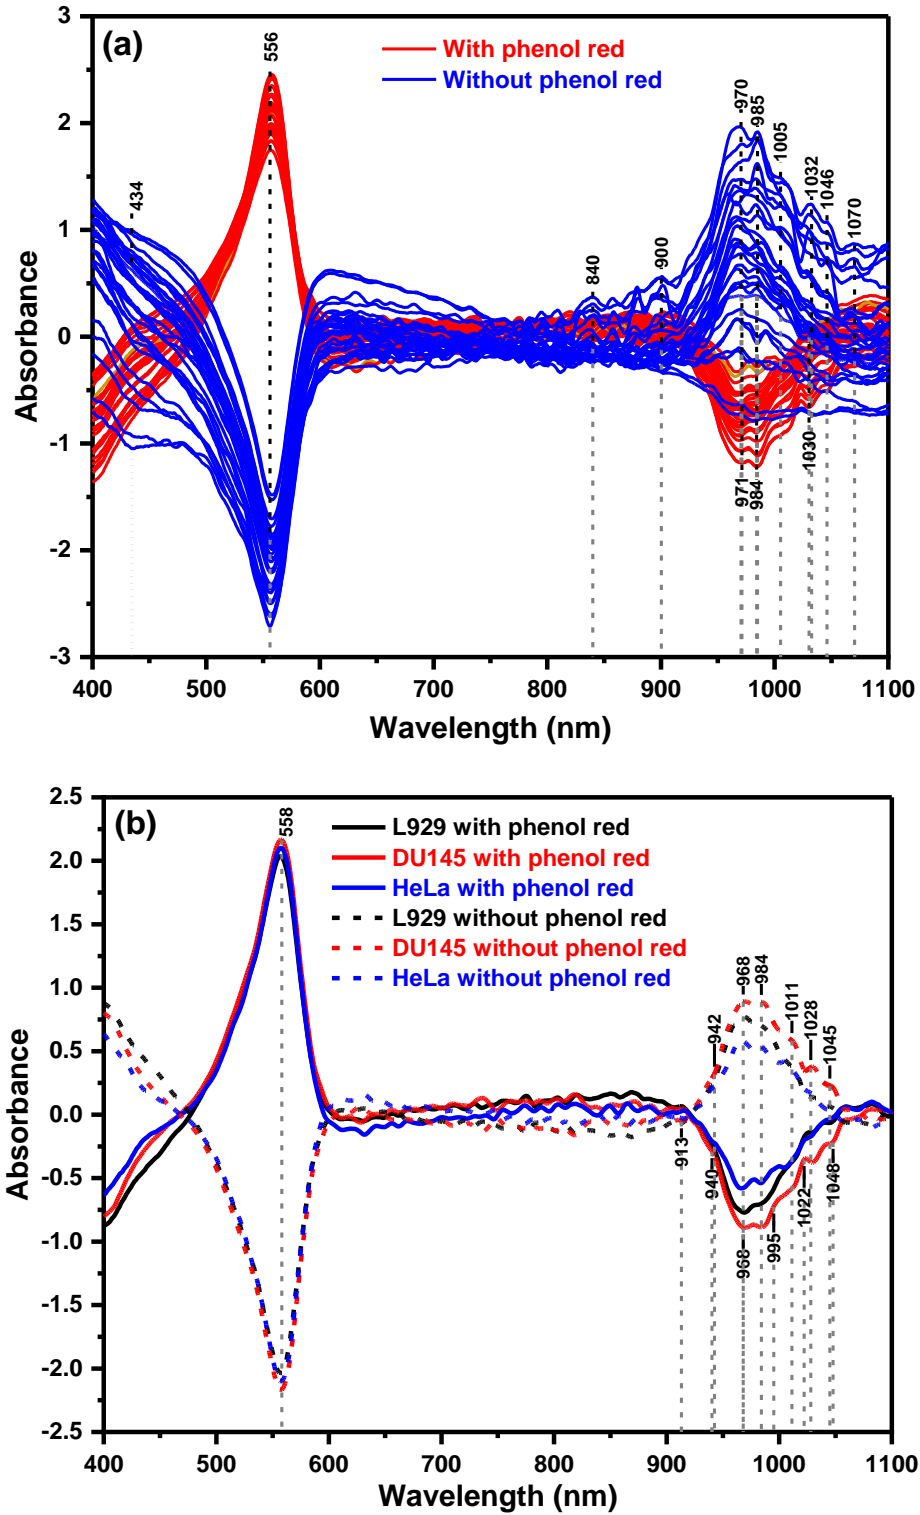 (a)
With phenol red
Without phenol red
556
434
840
900
970
985
1005
1032
1046
1070
971
984
1030
3
2
1
0
-1
-2
-3
Absorbance
400 500 600 700 800 900 1000 1100
Wavelength (nm)
(b)
L929 with phenol red
DU145 with phenol red
HeLa with phenol red
L929 without phenol red
DU145 without phenol red
HeLa without phenol red
558
942
968
984
1011
1028
1045
913
940
968
995
1022
1048
2.5
2.0
1.5
1.0
0.5
0.0
-0.5
-1.0
-1.5
-2.0
-2.5
Absorbance
400 500 600 700 800 900 1000 1100
Wavelength (nm)